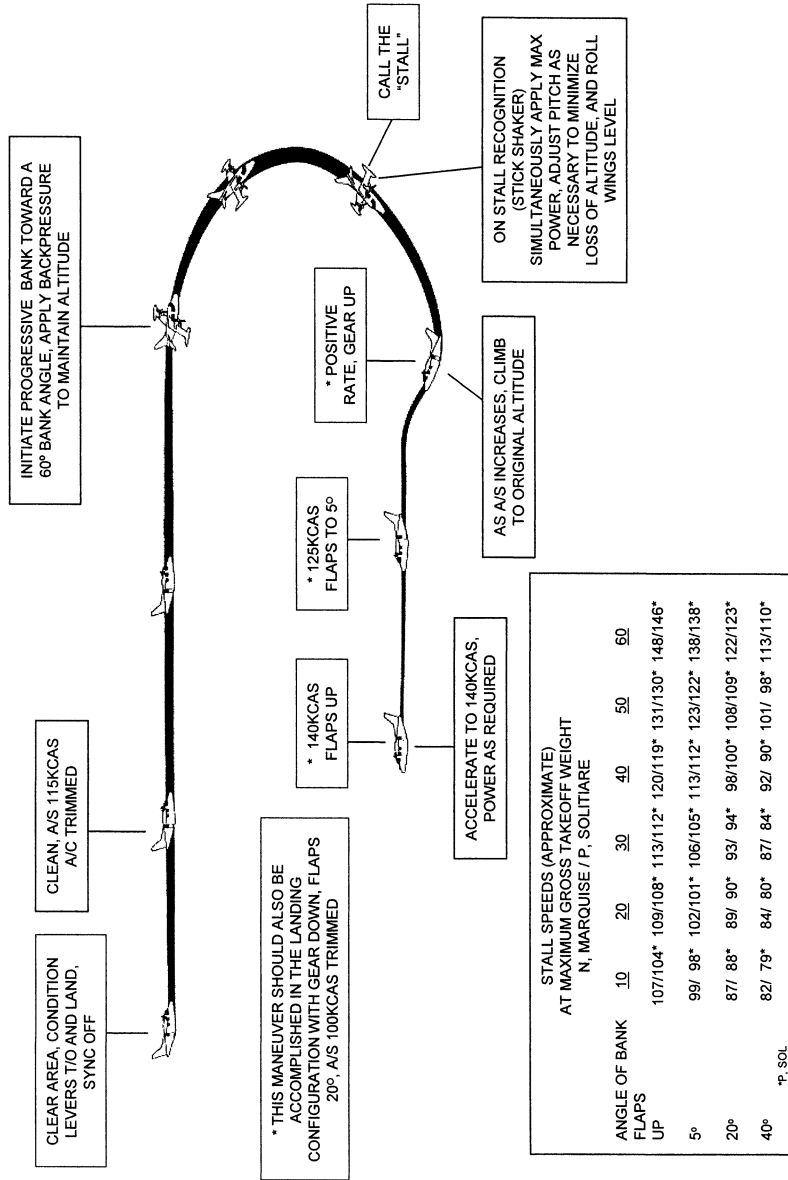 CLEAR AREA, CONDITION
LEVERS T/O AND LAND,
SYNC OFF
CLEAN, A/S 115KCAS
A/C TRIMMED
INITIATE PROGRESSIVE BANK TOWARD A
60º BANK ANGLE, APPLY BACKPRESSURE
TO MAINTAIN ALTITUDE
CALL THE
"STALL"
ON STALL RECOGNITION
(STICK SHAKER)
SIMULTANEOUSLY APPLY MAX
POWER, ADJUST PITCH AS
NECESSARY TO MINIMIZE
LOSS OF ALTITUDE, AND ROLL
WINGS LEVEL
* POSITIVE
RATE, GEAR UP
AS A/S INCREASES, CLIMB
TO ORIGINAL ALTITUDE
* 125KCAS
FLAPS TO 5º
* 140KCAS
FLAPS UP
ACCELERATE TO 140KCAS,
POWER AS REQUIRED
* THIS MANEUVER SHOULD ALSO BE
ACCOMPLISHED IN THE LANDING
CONFIGURATION WITH GEAR DOWN, FLAPS
20º, A/S 100KCAS TRIMMED
STALL SPEEDS (APPROXIMATE)
AT MAXIMUM GROSS TAKEOFF WEIGHT
N, MARQUISE / P, SOLITIARE
ANGLE OF BANK 10 20 30 40 50 60
FLAPS
UP 107/104* 109/108* 113/112* 120/119* 131/130* 148/146*
5º 99/ 98* 102/101* 106/105* 113/112* 123/122* 138/138*
20º 87/ 88* 89/ 90* 93/ 94* 98/100* 108/109* 122/123*
40º 82/ 79* 84/ 80* 87/ 84* 92/ 90* 101/ 98* 113/110*
*P, SOL